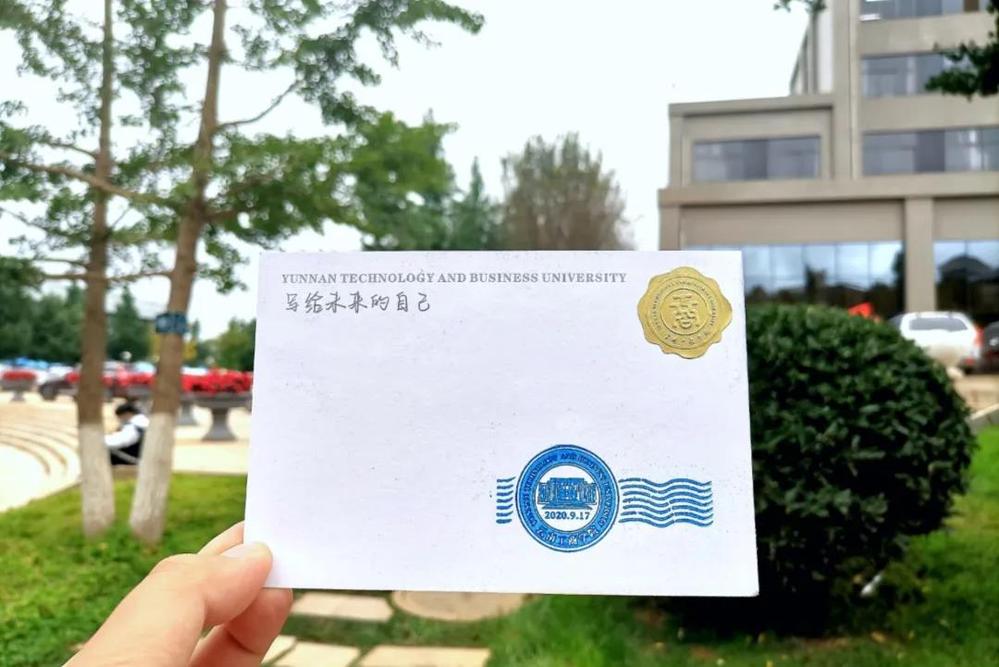 YUNNAN TECHNOLOGY AND BUSINESS UNIVERSITY
写给未来的自己
2020.9.17